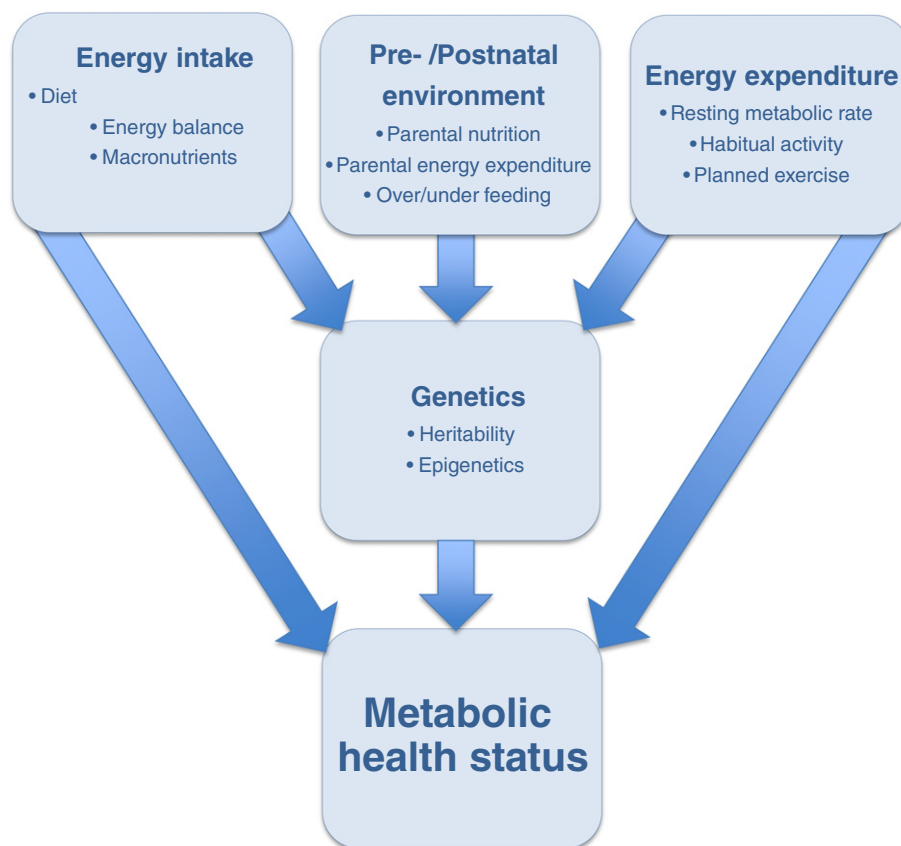 Energy intake
• Diet
• Energy balance
• Macronutrients
Pre- /Postnatal
environment
• Parental nutrition
• Parental energy expenditure
• Over/under feeding
Energy expenditure
• Resting metabolic rate
• Habitual activity
• Planned exercise
Genetics
• Heritability
• Epigenetics
Metabolic
health status